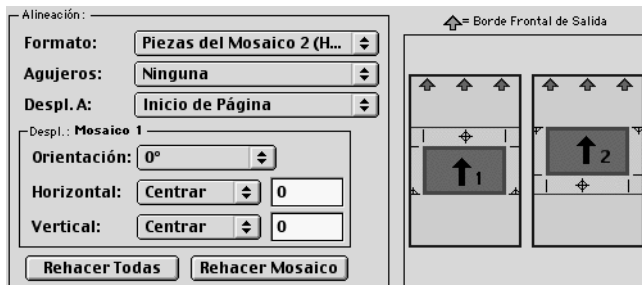 Alineación:
Formato: Piezas del Mosaico 2 (H...
Agujeros: Ninguna
Despl. A: Inicio de Página
Despl.: Mosaico 1
Orientación: 0°
Horizontal: Centrar 0
Vertical: Centrar 0
Rehacer Todas Rehacer Mosaico
= Borde Frontal de Salida
1 2